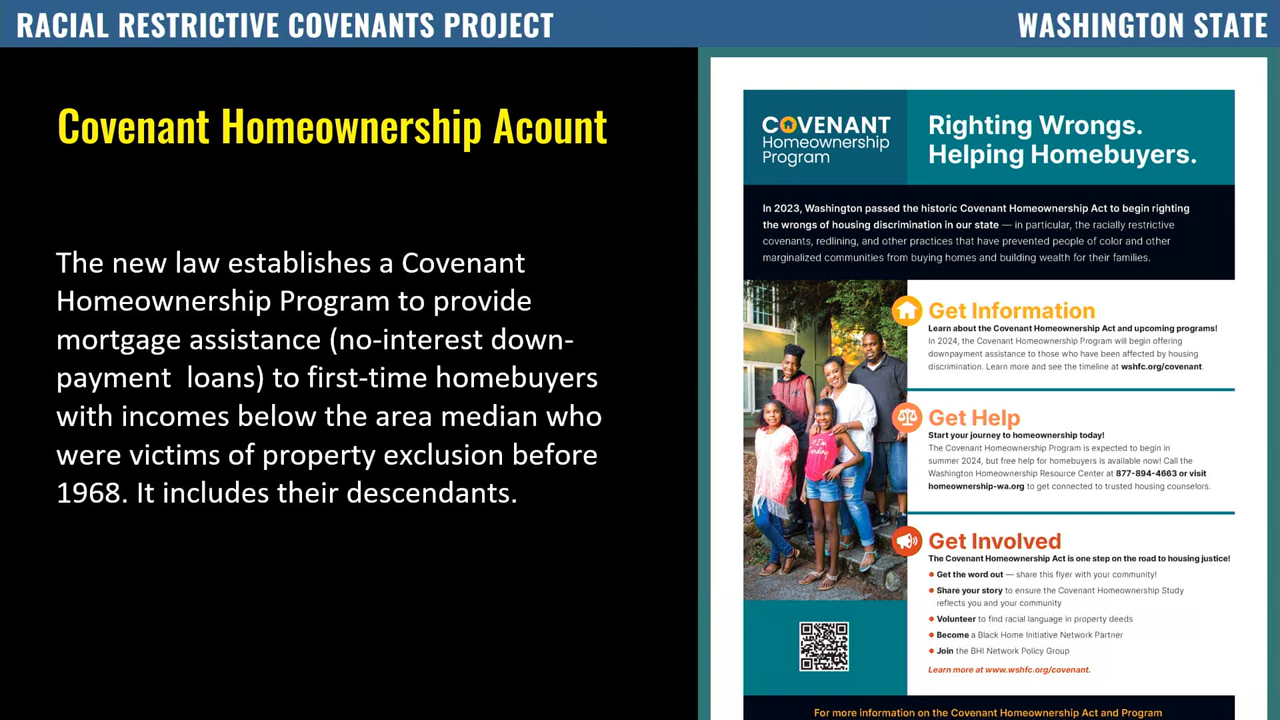 RACIAL RESTRICTIVE COVENANTS PROJECT
WASHINGTON STATE
Covenant Homeownership Acount
The new law establishes a Covenant
Homeownership Program to provide
mortgage assistance (no-interest down-
payment loans) to first-time homebuyers
with incomes below the area median who
were victims of property exclusion before
1968. It includes their descendants.
COVENANT
Homeownership
Program
Righting Wrongs.
Helping Homebuyers.
In 2023, Washington passed the historic Covenant Homeownership Act to begin righting
the wrongs of housing discrimination in our state — in particular, the racially restrictive
covenants, redlining, and other practices that have prevented people of color and other
marginalized communities from buying homes and building wealth for their families.
Get Information
Learn about the Covenant Homeownership Act and upcoming programs!
In 2024, the Covenant Homeownership Program will begin offering
downpayment assistance to those who have been affected by housing
discrimination. Learn more and see the timeline at wshfc.org/covenant.
Get Help
Start your journey to homeownership today!
The Covenant Homeownership Program is expected to begin in
summer 2024, but free help for homebuyers is available now! Call the
Washington Homeownership Resource Center at 877-894-4663 or visit
homeownership-wa.org to get connected to trusted housing counselors.
Get Involved
The Covenant Homeownership Act is one step on the road to housing justice!
• Get the word out — share this flyer with your community!
• Share your story to ensure the Covenant Homeownership Study
reflects you and your community
• Volunteer to find racial language in property deeds
• Become a Black Home Initiative Network Partner
• Join the BHI Network Policy Group
Learn more at www.wshfc.org/covenant.
For more information on the Covenant Homeownership Act and Program